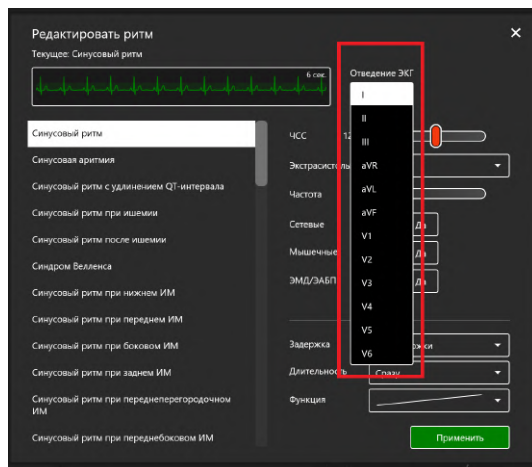 Редактировать ритм
Текущее: Синусовый ритм
6 сек.
Отведение ЭКГ
I
II
III
aVR
aVL
aVF
V1
V2
V3
V4
V5
V6
Синусовый ритм
Синусовая аритмия
Синусовый ритм с удлинением QT-интервала
Синусовый ритм при ишемии
Синусовый ритм после ишемии
Синдром Велленса
Синусовый ритм при нижнем ИМ
Синусовый ритм при переднем ИМ
Синусовый ритм при боковом ИМ
Синусовый ритм при заднем ИМ
Синусовый ритм при переднеперегородочном
ИМ
Синусовый ритм при переднебоковом ИМ
ЧСС
Экстрасистолы
Частота
Сетевые
Да
Мышечные
Да
ЭМД/ЭАБП
Да
Задержка
Длительность
Сразу
Функция
Применить